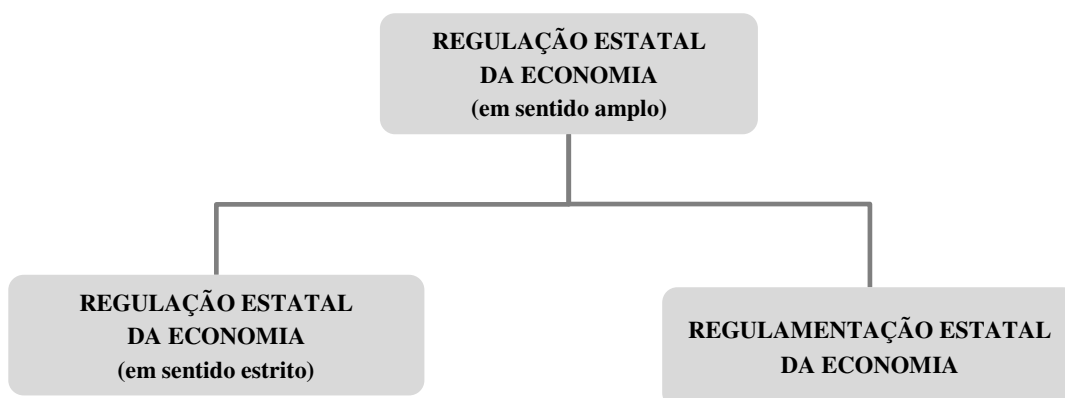 REGULAÇÃO ESTATAL
DA ECONOMIA
(em sentido amplo)
REGULAÇÃO ESTATAL
DA ECONOMIA
(em sentido estrito)
REGULAMENTAÇÃO ESTATAL
DA ECONOMIA